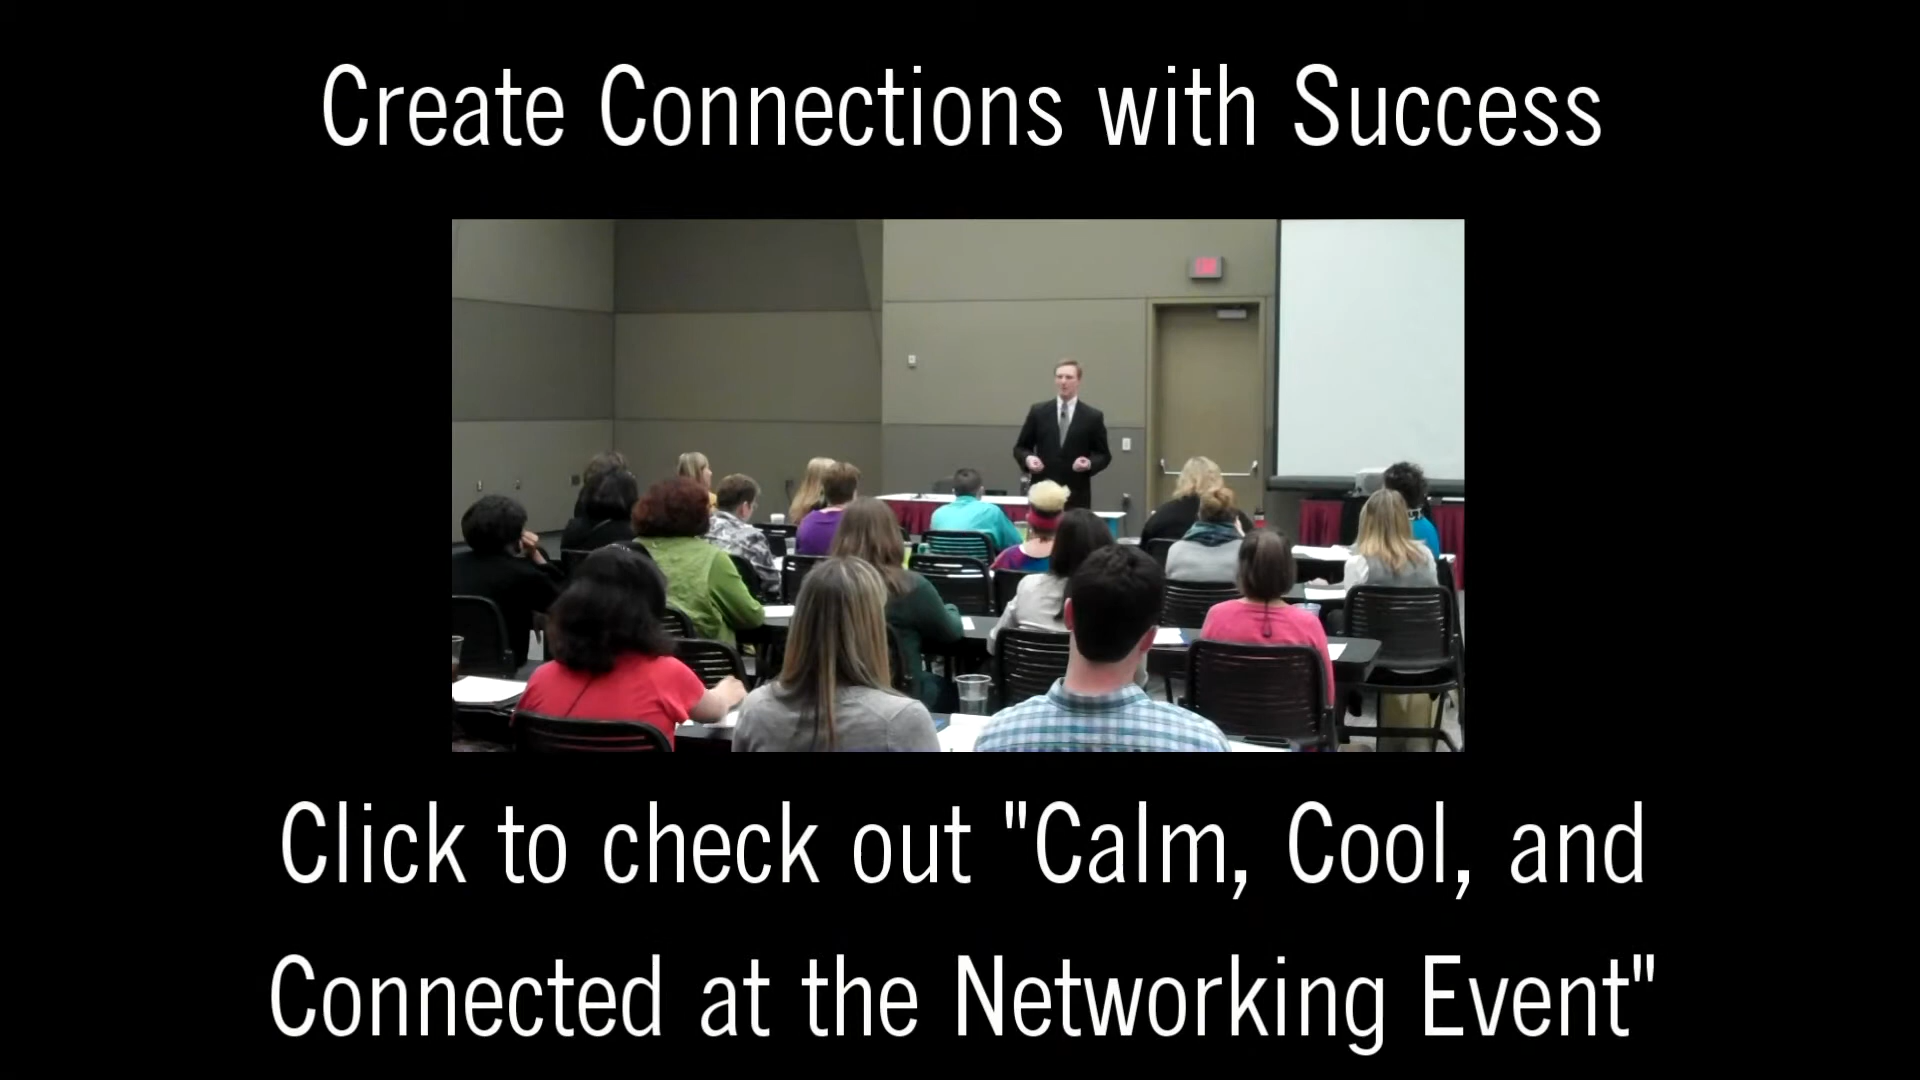 Create Connections with Success
Click to check out "Calm, Cool, and
Connected at the Networking Event"